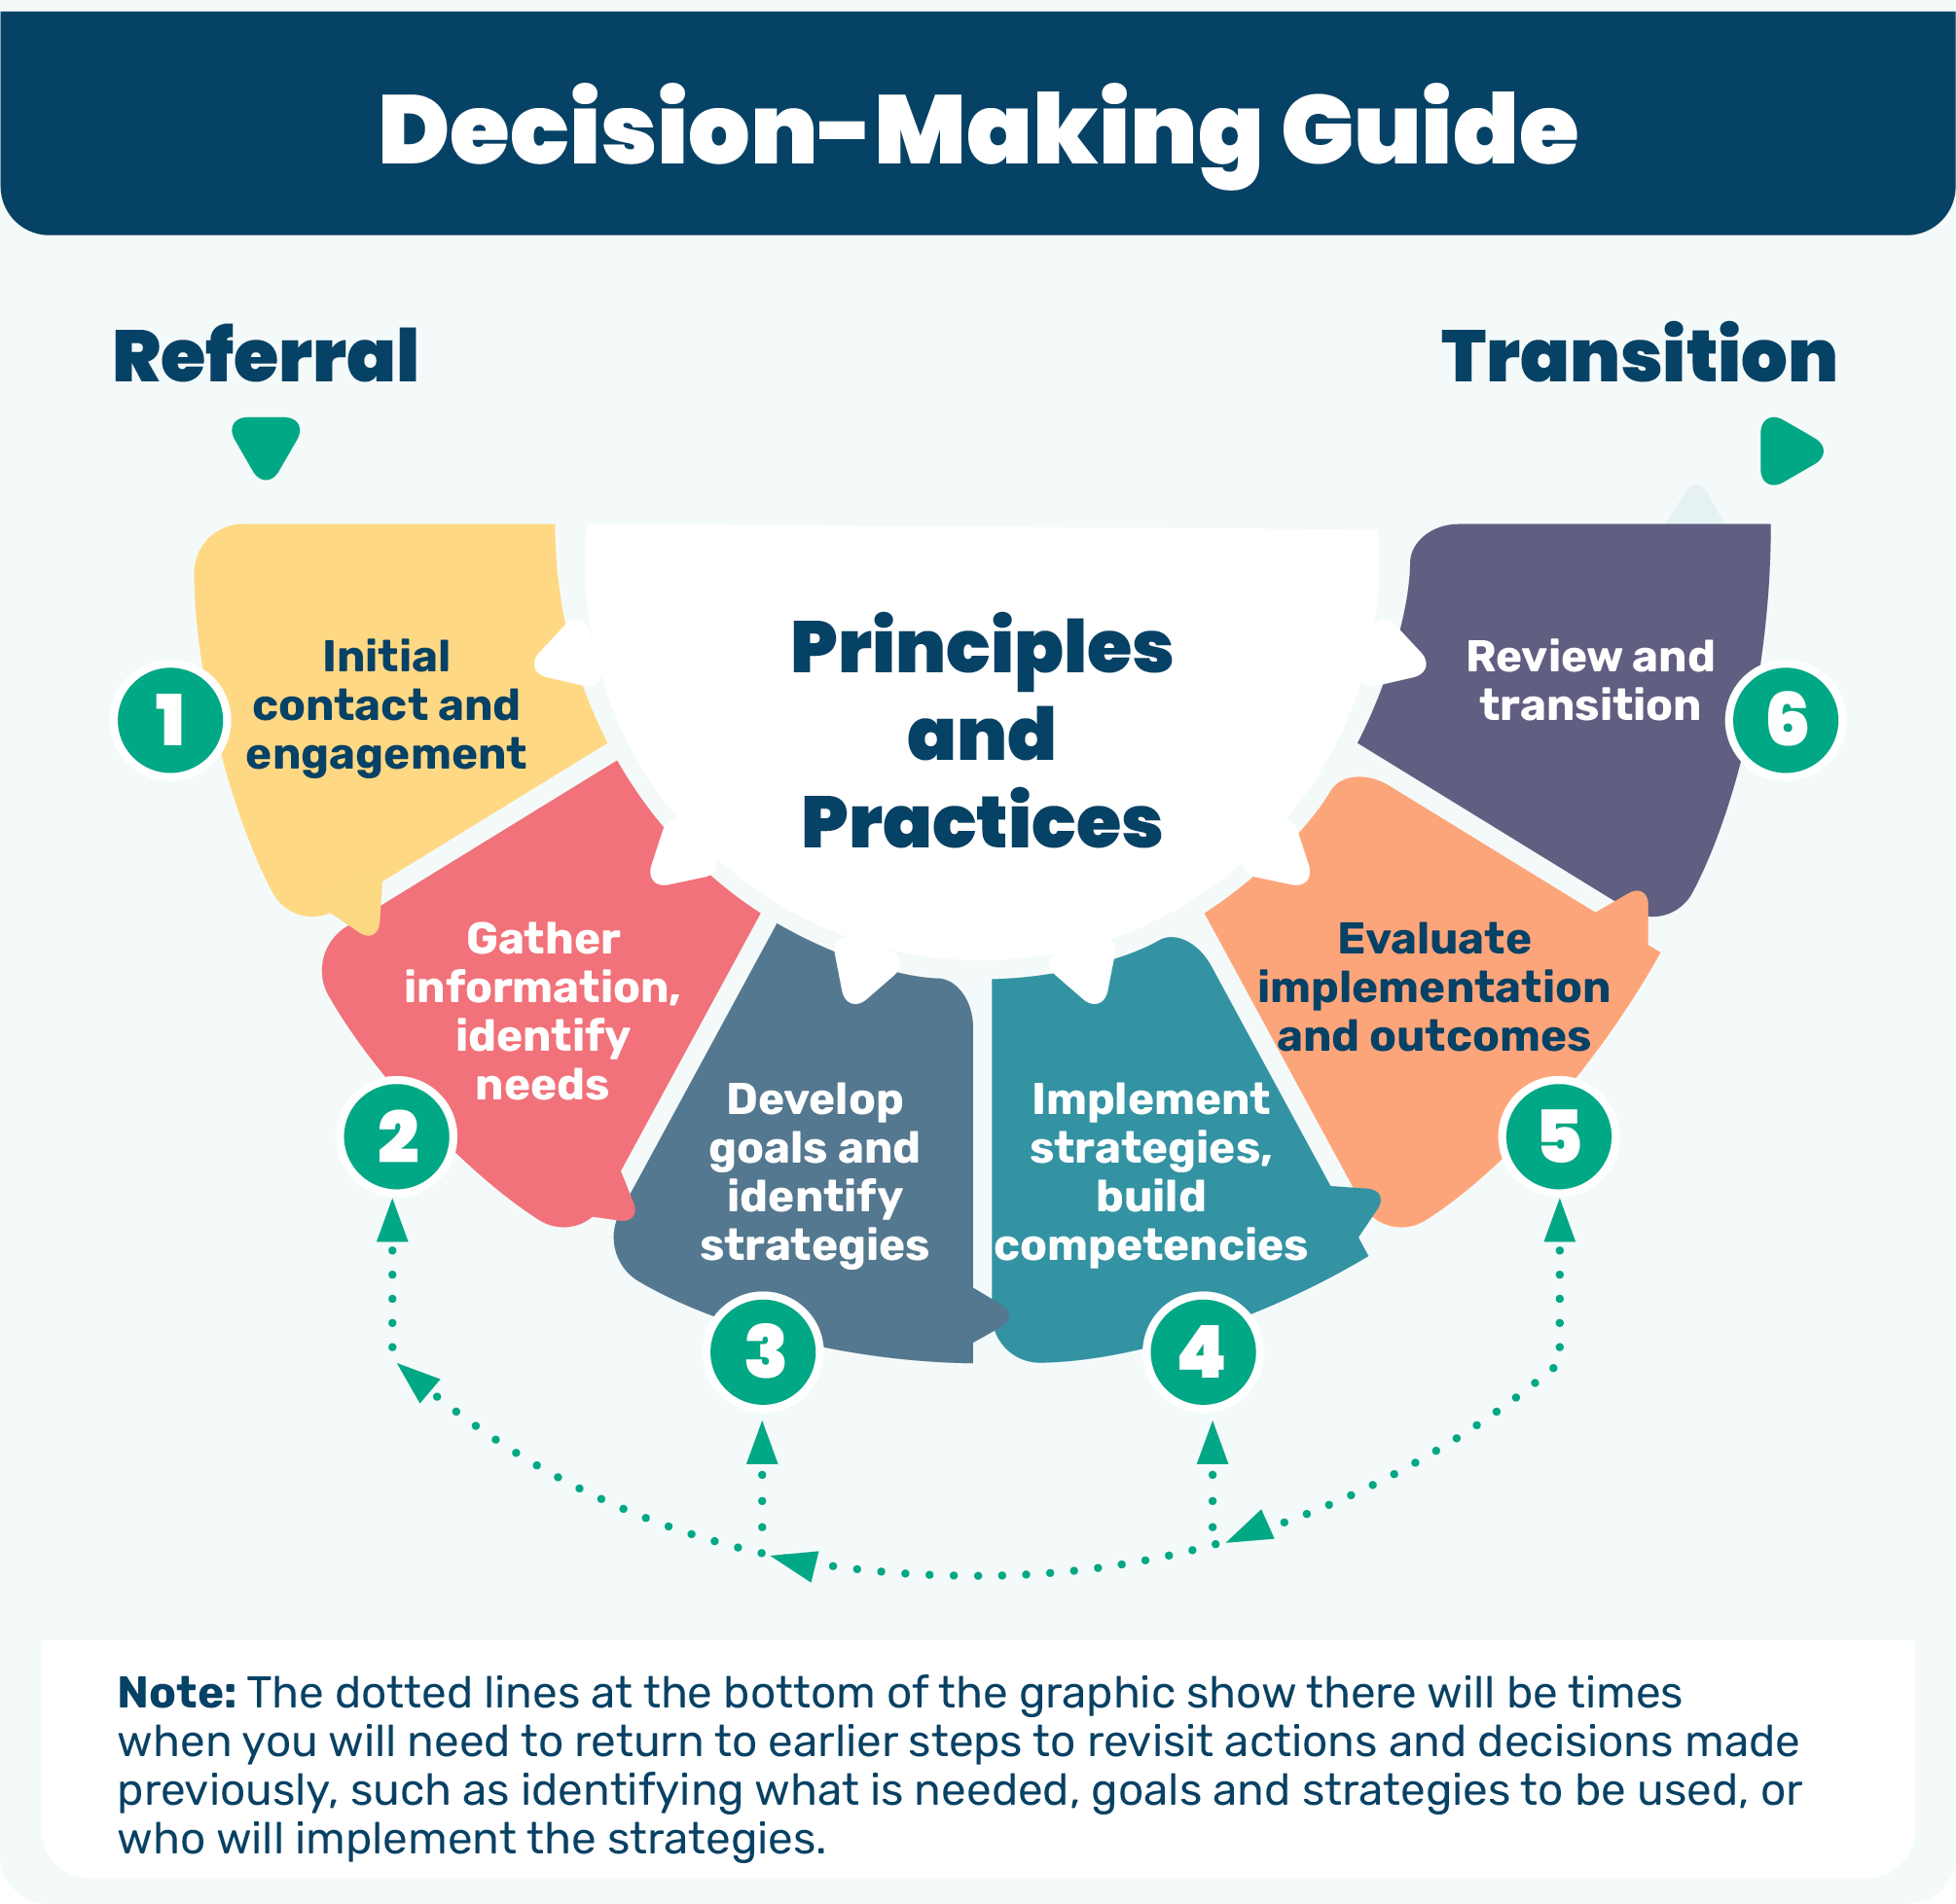 Decision-Making Guide
Referral
Transition
Principles
and
Practices
1
Initial
contact and
engagement
2
Gather
information,
identify
needs
3
Develop
goals and
identify
strategies
4
Implement
strategies,
build
competencies
5
Evaluate
implementation
and outcomes
6
Review and
transition
Note: The dotted lines at the bottom of the graphic show there will be times
when you will need to return to earlier steps to revisit actions and decisions made
previously, such as identifying what is needed, goals and strategies to be used, or
who will implement the strategies.